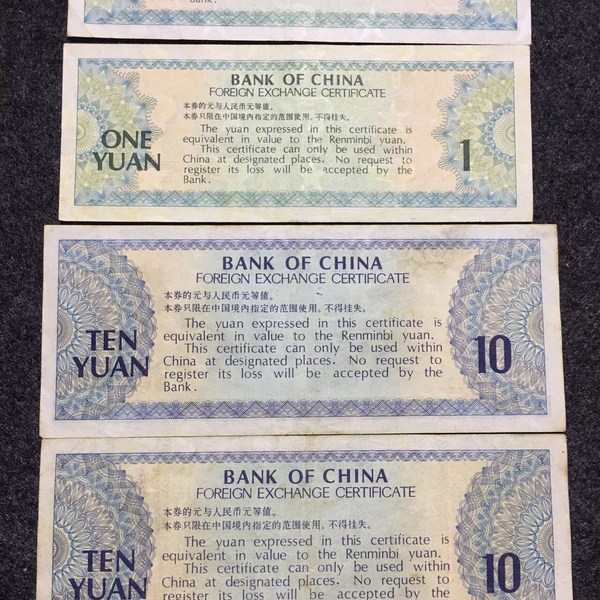 Bank.
BANK OF CHINA
FOREIGN EXCHANGE CERTIFICATE
本券的元与人民币元等值。
本券只限在中国境内指定的范围使用,不得挂失。
The yuan expressed in this certificate is
equivalent in value to the Renminbi yuan.
This certificate can only be used within
China at designated places. No request to
register its loss will be accepted by the
Bank.
ONE
YUAN
1
BANK OF CHINA
FOREIGN EXCHANGE CERTIFICATE
本券的元与人民币元等值。
本券只限在中国境内指定的范围使用,不得挂失。
The yuan expressed in this certificate is
equivalent in value to the Renminbi yuan.
This certificate can only be used within
China at designated places. No request to
register its loss will be accepted by the
Bank.
TEN
YUAN
10
BANK OF CHINA
FOREIGN EXCHANGE CERTIFICATE
本券的元与人民币元等值。
本券只限在中国境内指定的范围使用,不得挂失。
The yuan expressed in this certificate is
equivalent in value to the Renminbi yuan.
This certificate can only be used within
China at designated places. No request to
register its loss will be accepted by the
TEN
YUAN
10